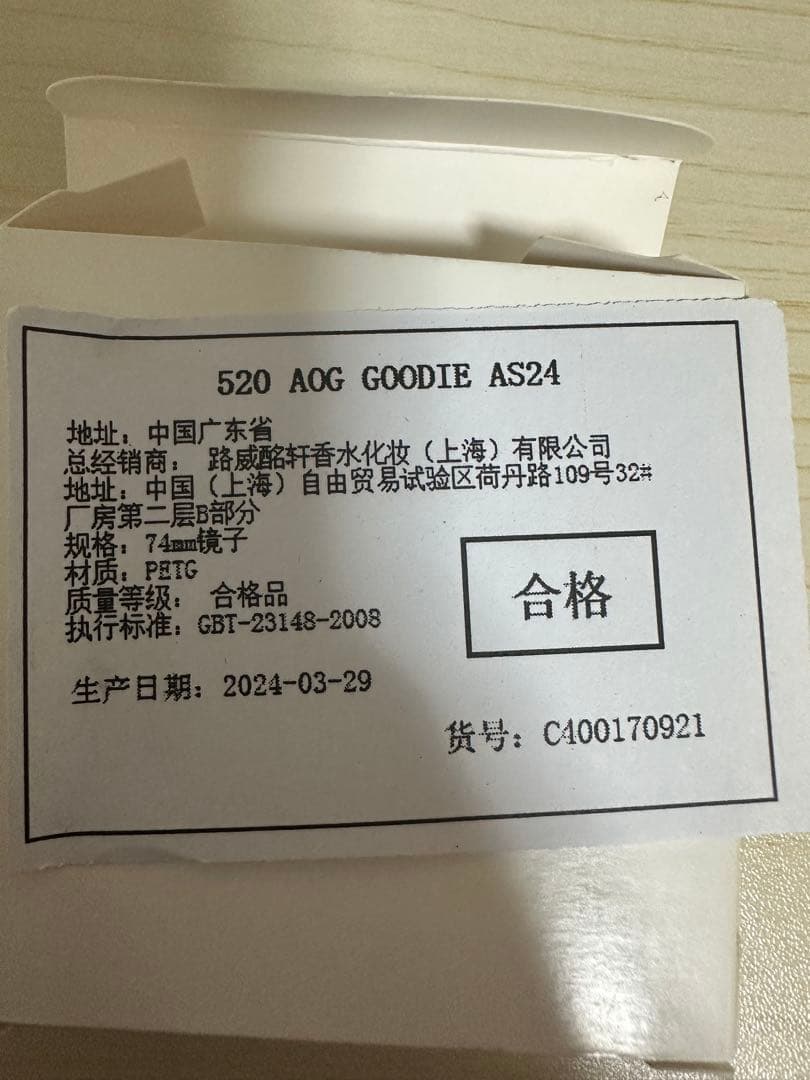 520 AOG GOODIE AS24
地址：中国广东省
总经销商： 路威酩轩香水化妆（上海）有限公司
地址：中国（上海）自由贸易试验区荷丹路109号32#
厂房第二层B部分
规格：74mm镜子
材质：PETG
质量等级： 合格品
执行标准：GBT-23148-2008
合格
生产日期：2024-03-29
货号：C400170921